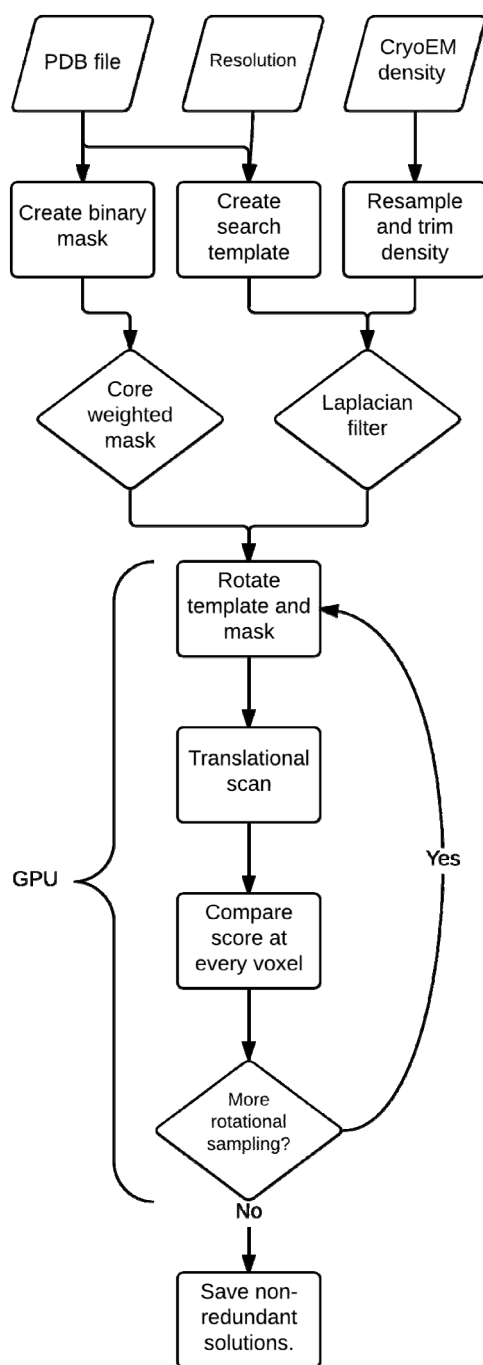 PDB file
Resolution
CryoEM
density
Create binary
mask
Create
search
template
Resample
and trim
density
Core
weighted
mask
Laplacian
filter
Rotate
template and
mask
Translational
scan
GPU
Yes
Compare
score at
every voxel
More
rotational
sampling?
No
Save non-
redundant
solutions.